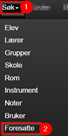 Søk
1
Elev
Lærer
Grupper
Skole
Rom
Instrument
Noter
Bruker
Foresatte 2